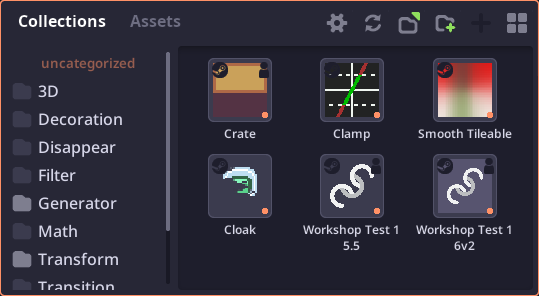 Collections Assets
uncategorized
3D
Decoration
Disappear
Filter
Generator
Math
Transform
Transition
Crate
Clamp
Smooth Tileable
Cloak
Workshop Test 1
5.5
Workshop Test 1
6v2